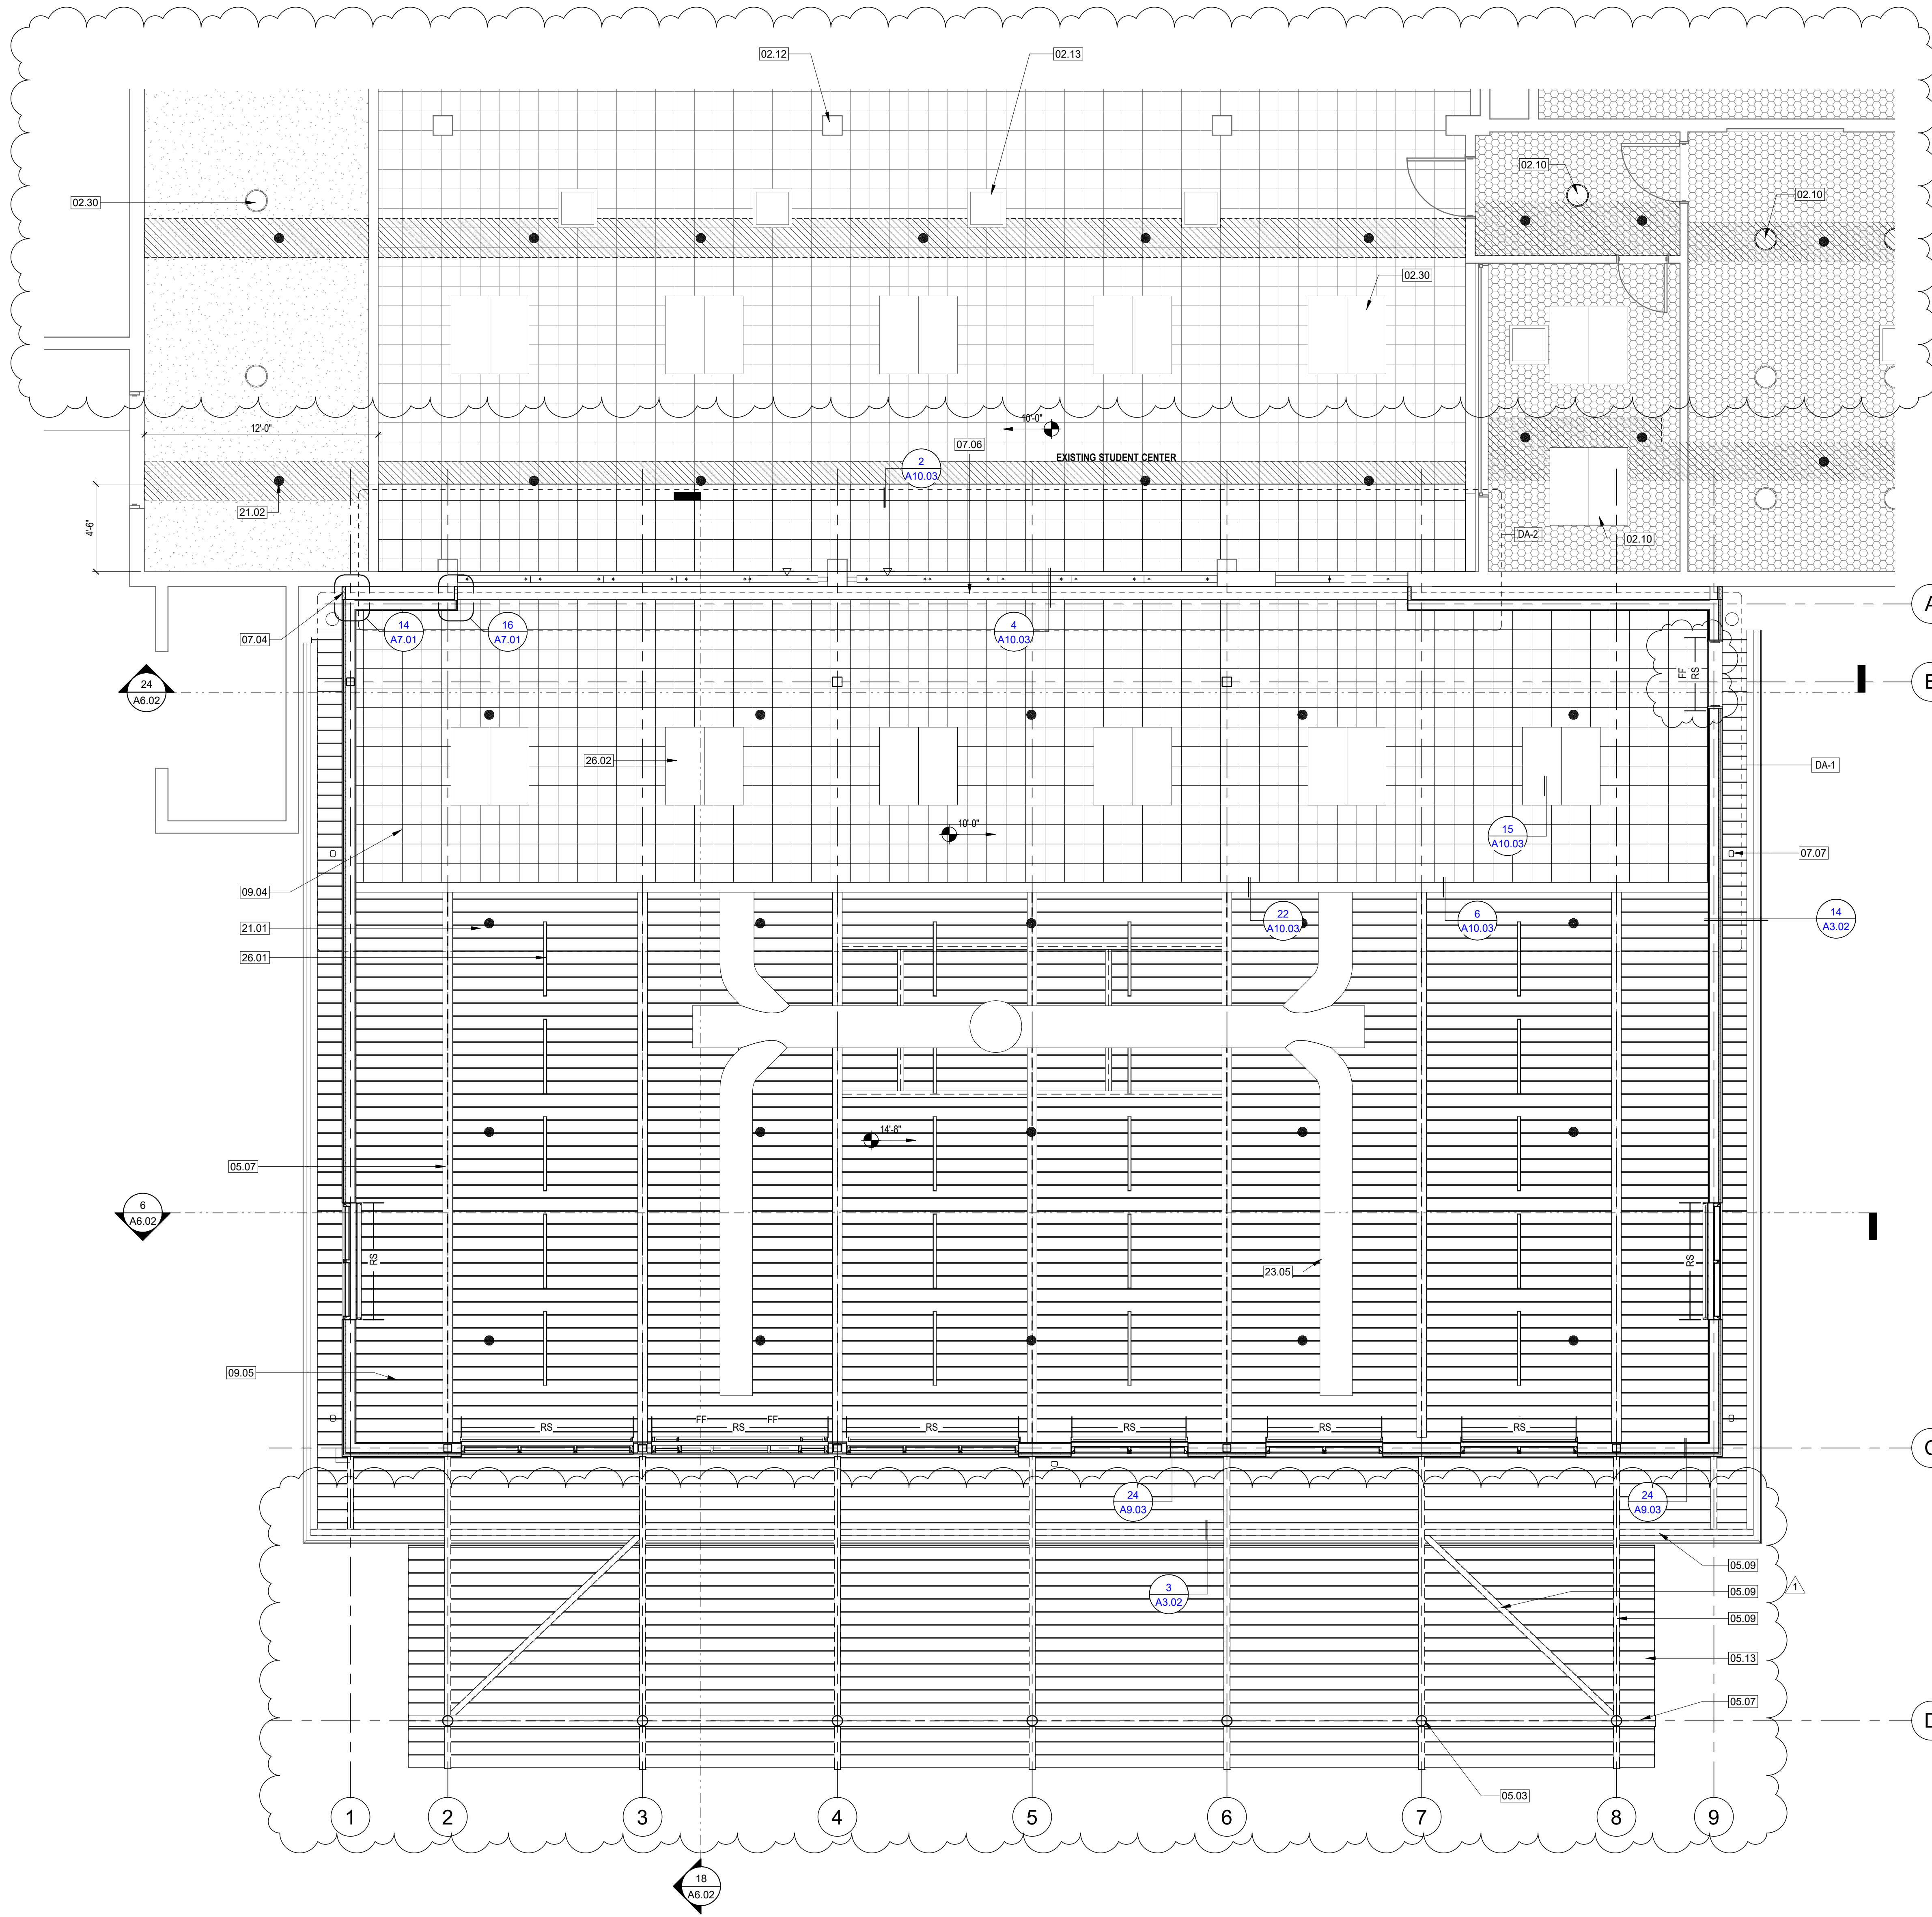 02.12
02.13
02.10
02.10
02.30
02.30
12'-0"
10'-0"
07.06
2
A10.03
EXISTING STUDENT CENTER
21.02
4'-6"
DA-2
02.10
A
07.04
14
A7.01
16
A7.01
4
A10.03
FF
RS
24
A6.02
26.02
DA-1
10'-0"
15
A10.03
07.07
09.04
22
A10.03
6
A10.03
14
A3.02
21.01
26.01
14'-8"
05.07
6
A6.02
RS
RS
23.05
09.05
RS
FF
RS
FF
RS
RS
RS
RS
24
A9.03
24
A9.03
05.09
3
A3.02
05.09
1
05.09
05.13
05.07
05.03
1
2
3
4
5
6
7
8
9
18
A6.02